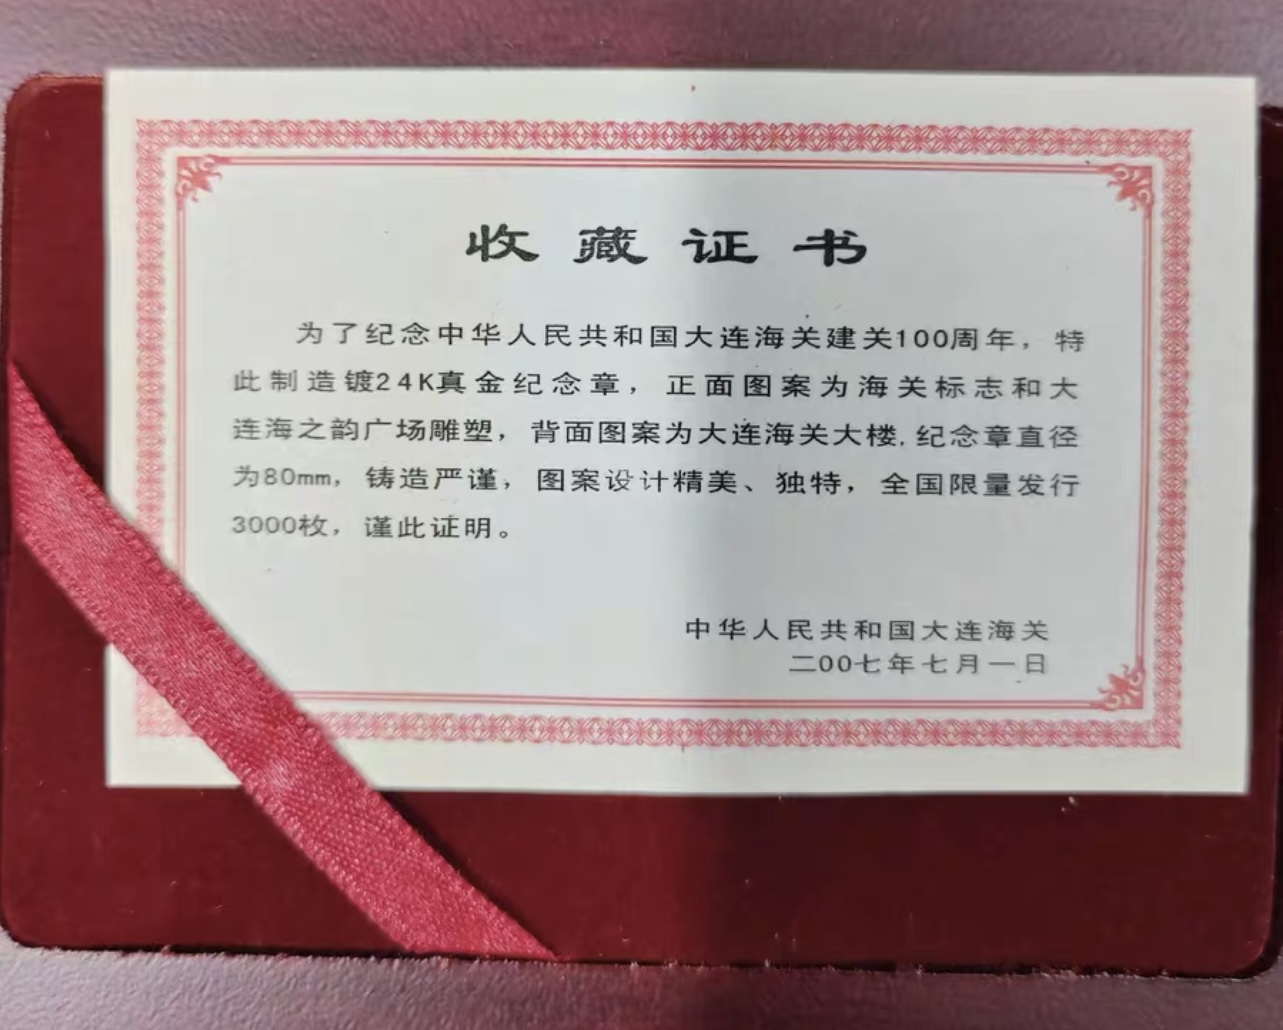 收藏证书
为了纪念中华人民共和国大连海关建关100周年，特
此制造镀24K真金纪念章，正面图案为海关标志和大
连海之韵广场雕塑，背面图案为大连海关大楼,纪念章直径
为80mm，铸造严谨，图案设计精美、独特，全国限量发行
3000枚，谨此证明。
中华人民共和国大连海关
二00七年七月一日